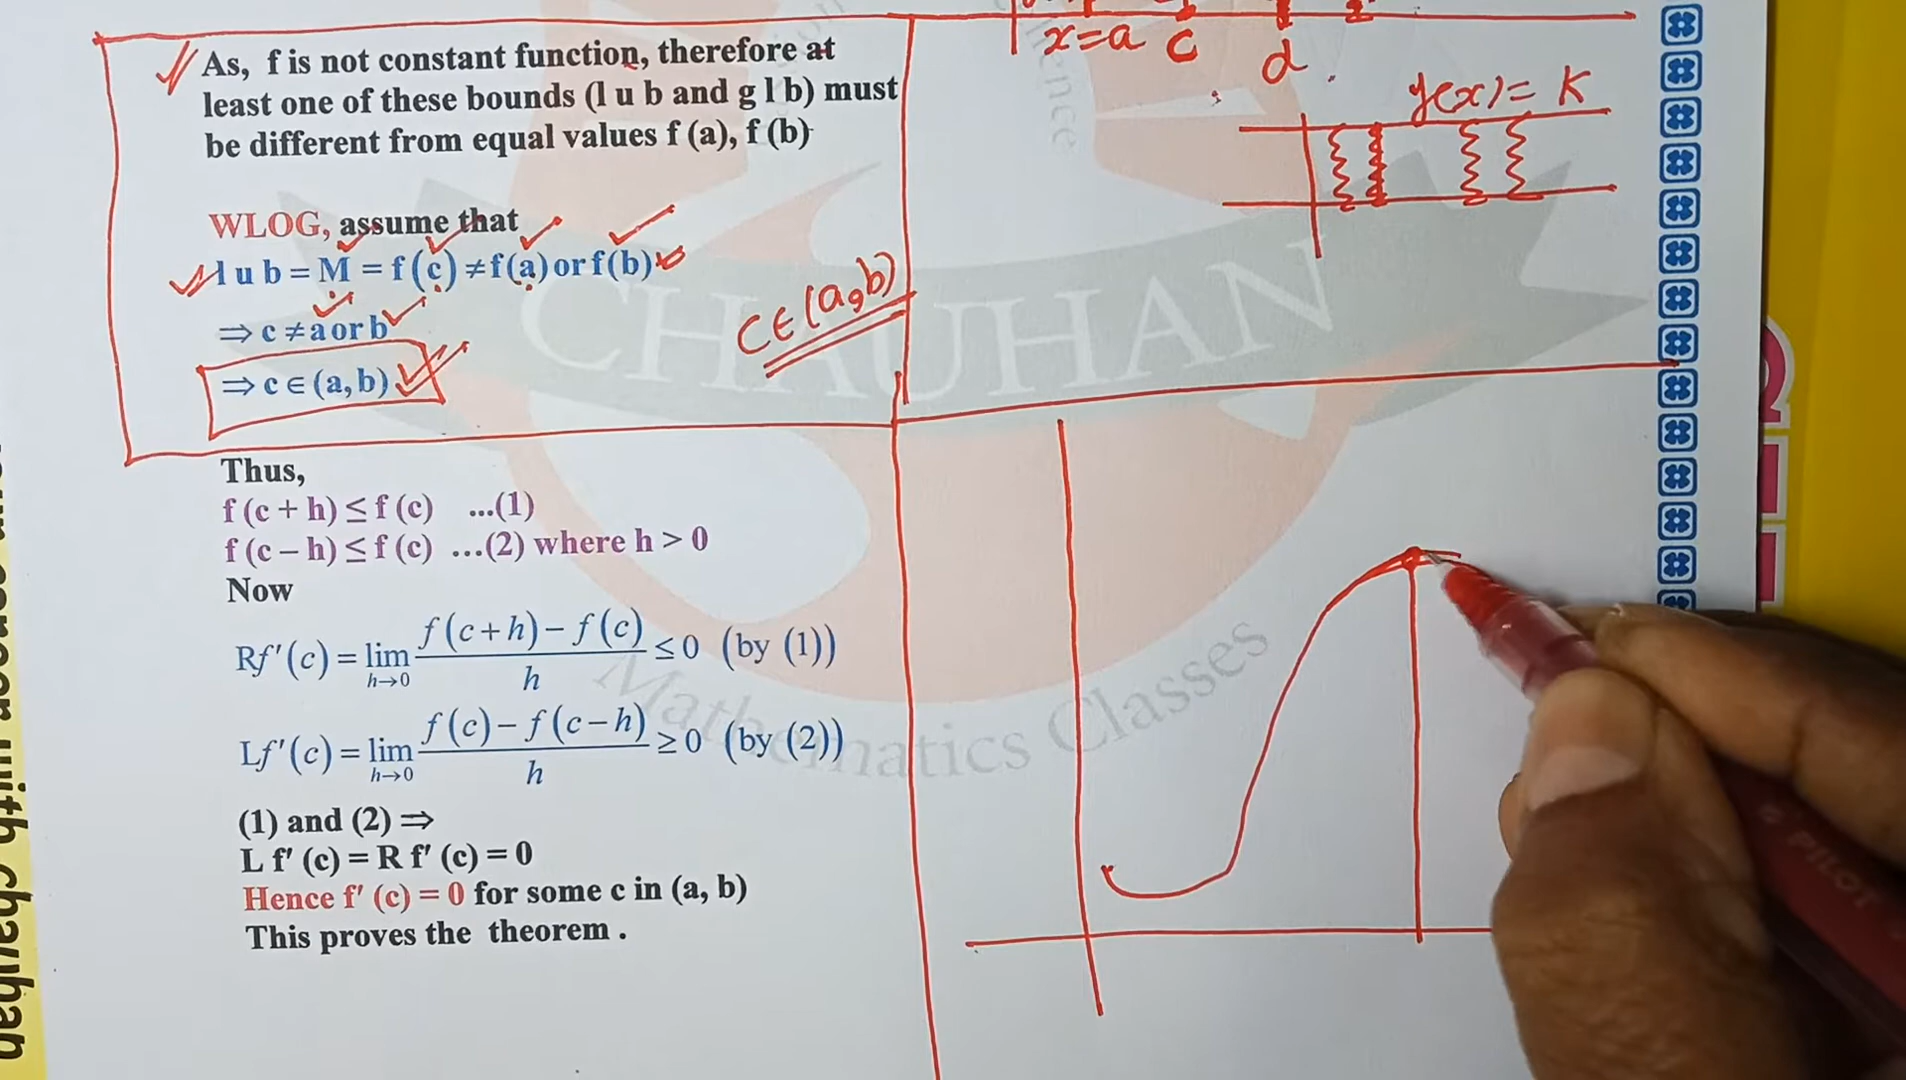 As, f is not constant function, therefore at
least one of these bounds (l u b and g l b) must
be different from equal values f (a), f (b)
WLOG, assume that
l u b = M = f (c) ≠ f(a) or f(b)
⇒ c ≠ a or b
⇒ c ∈ (a, b)
C ∈ (a, b)
x = a c d
y(x) = K
Thus,
f (c + h) ≤ f (c) ...(1)
f (c – h) ≤ f (c) ...(2) where h > 0
Now
Rf'(c) = lim h→0 f(c+h) – f(c) / h ≤ 0 (by (1))
Lf'(c) = lim h→0 f(c) – f(c–h) / h ≥ 0 (by (2))
(1) and (2) ⇒
L f' (c) = R f' (c) = 0
Hence f' (c) = 0 for some c in (a, b)
This proves the theorem .
CHAUHAN
Mathematics Classes
PILOT
with chauhan